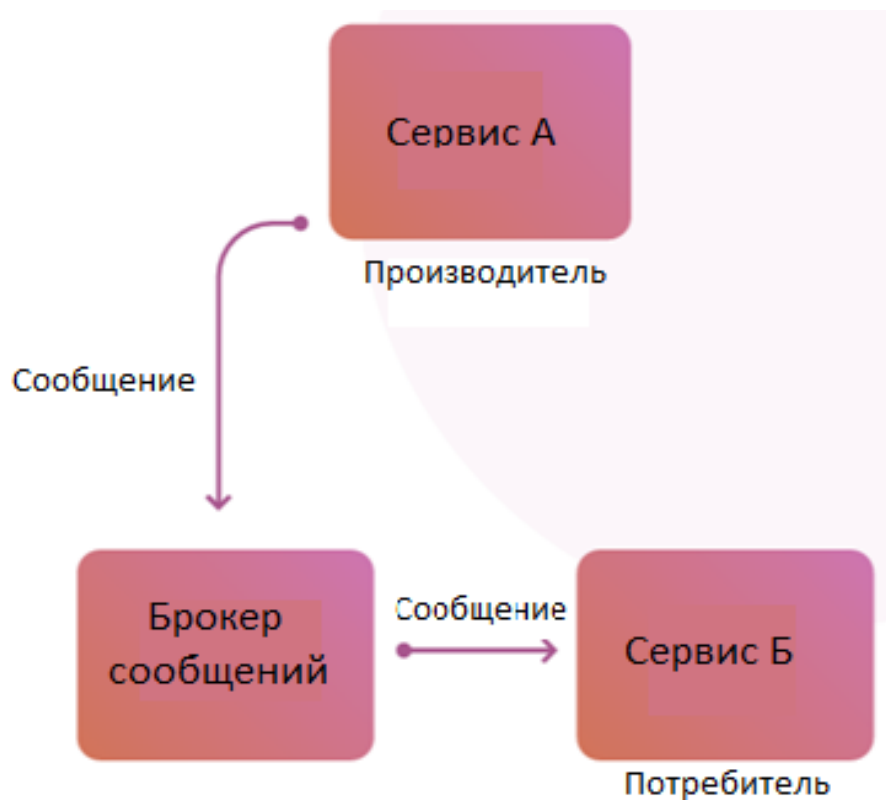 Сервис А
Производитель
Сообщение
Брокер
сообщений
Сообщение
Сервис Б
Потребитель